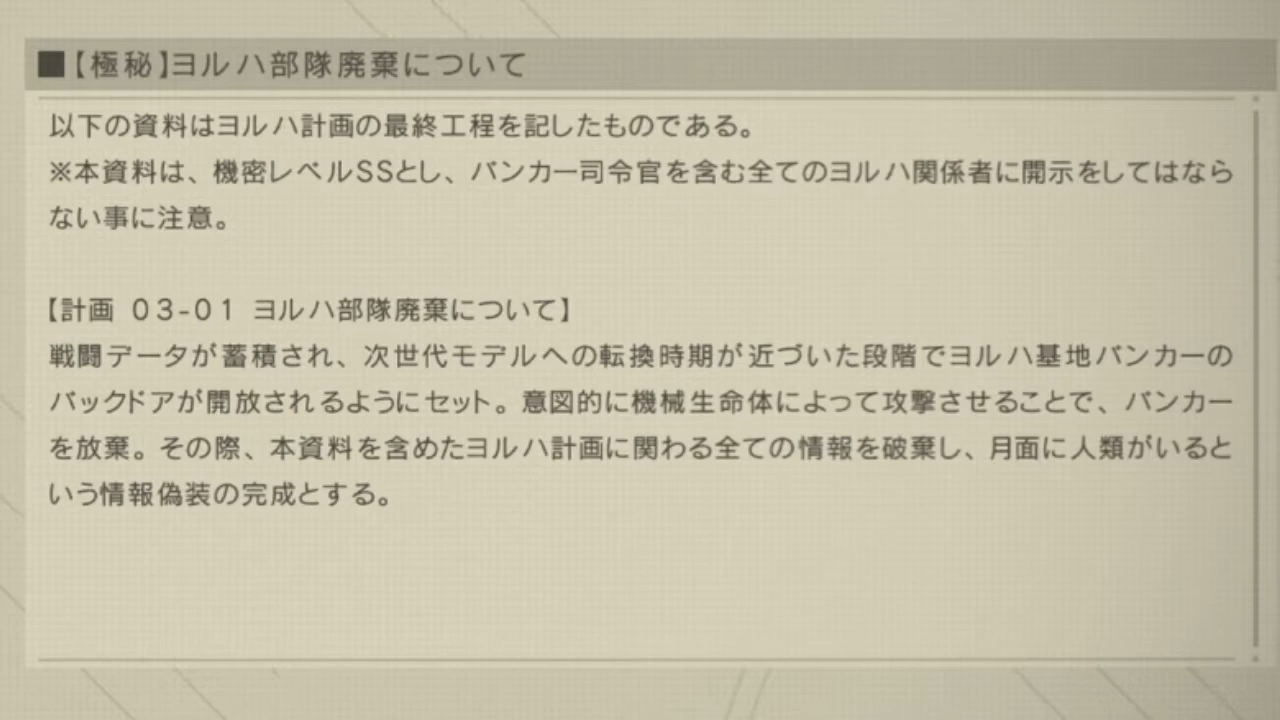 ■【極秘】ヨルハ部隊廃棄について
以下の資料はヨルハ計画の最終工程を記したものである。
※本資料は、機密レベルSSとし、バンカー司令官を含む全てのヨルハ関係者に開示をしてはなら
ない事に注意。
【計画 03-01 ヨルハ部隊廃棄について】
戦闘データが蓄積され、次世代モデルへの転換時期が近づいた段階でヨルハ基地バンカーの
バックドアが開放されるようにセット。意図的に機械生命体によって攻撃させることで、バンカー
を放棄。その際、本資料を含めたヨルハ計画に関わる全ての情報を破棄し、月面に人類がいると
いう情報偽装の完成とする。